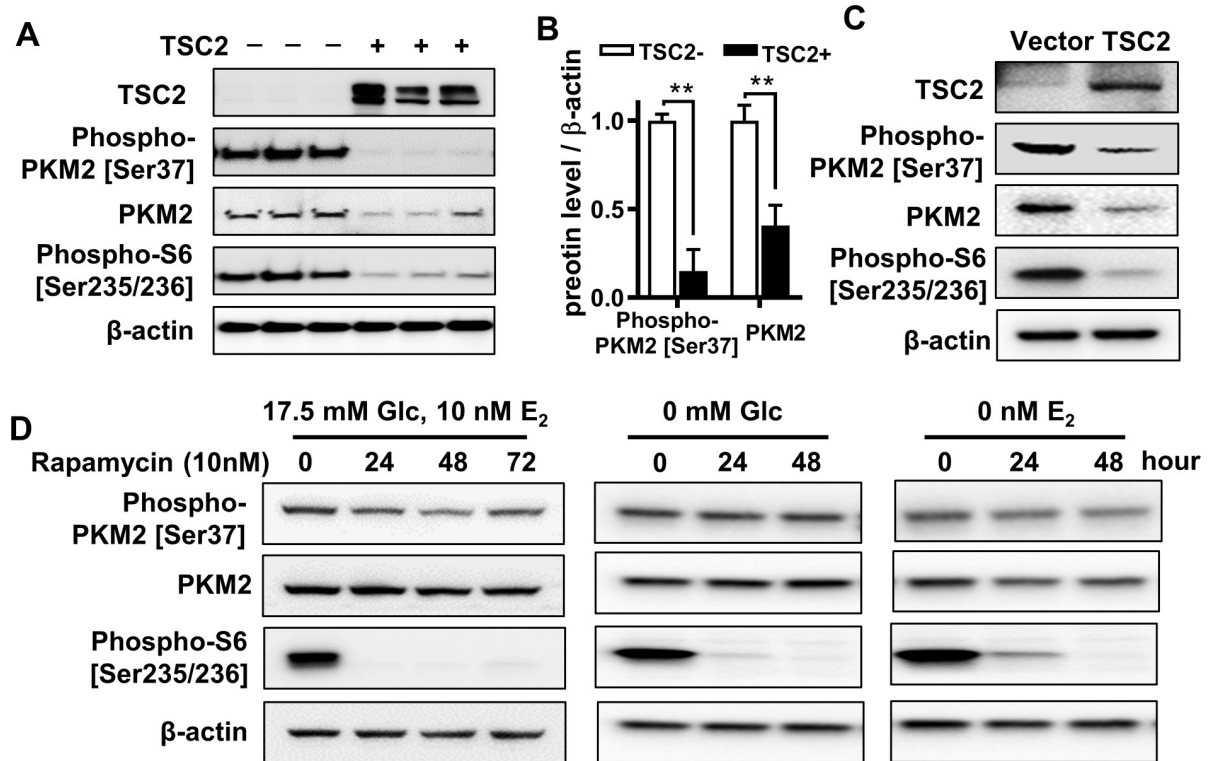 A
TSC2 − − − + + +
TSC2
Phospho-
PKM2 [Ser37]
PKM2
Phospho-S6
[Ser235/236]
β-actin
B
TSC2- TSC2+
** **
preotin level / β-actin
1.0
0.5
0.0
Phospho-
PKM2 [Ser37]
PKM2
C
Vector TSC2
TSC2
Phospho-
PKM2 [Ser37]
PKM2
Phospho-S6
[Ser235/236]
β-actin
D
17.5 mM Glc, 10 nM E2 0 mM Glc 0 nM E2
Rapamycin (10nM) 0 24 48 72 0 24 48 0 24 48 hour
Phospho-
PKM2 [Ser37]
PKM2
Phospho-S6
[Ser235/236]
β-actin